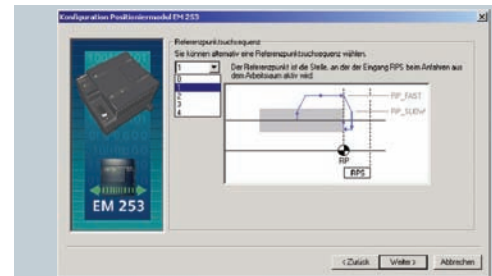 Konfiguration Positioniermodul EM 253
Referenzpunktsuchsequenz
Sie können alternativ eine Referenzpunktsuchsequenz wählen.
1
Der Referenzpunkt ist die Stelle, an der der Eingang RPS beim Anfahren aus
dem Arbeitsraum aktiv wird.
0
1
2
3
4
RP_FAST
RP_SLOW
RP
RPS
EM 253
< Zurück
Weiter >
Abbrechen